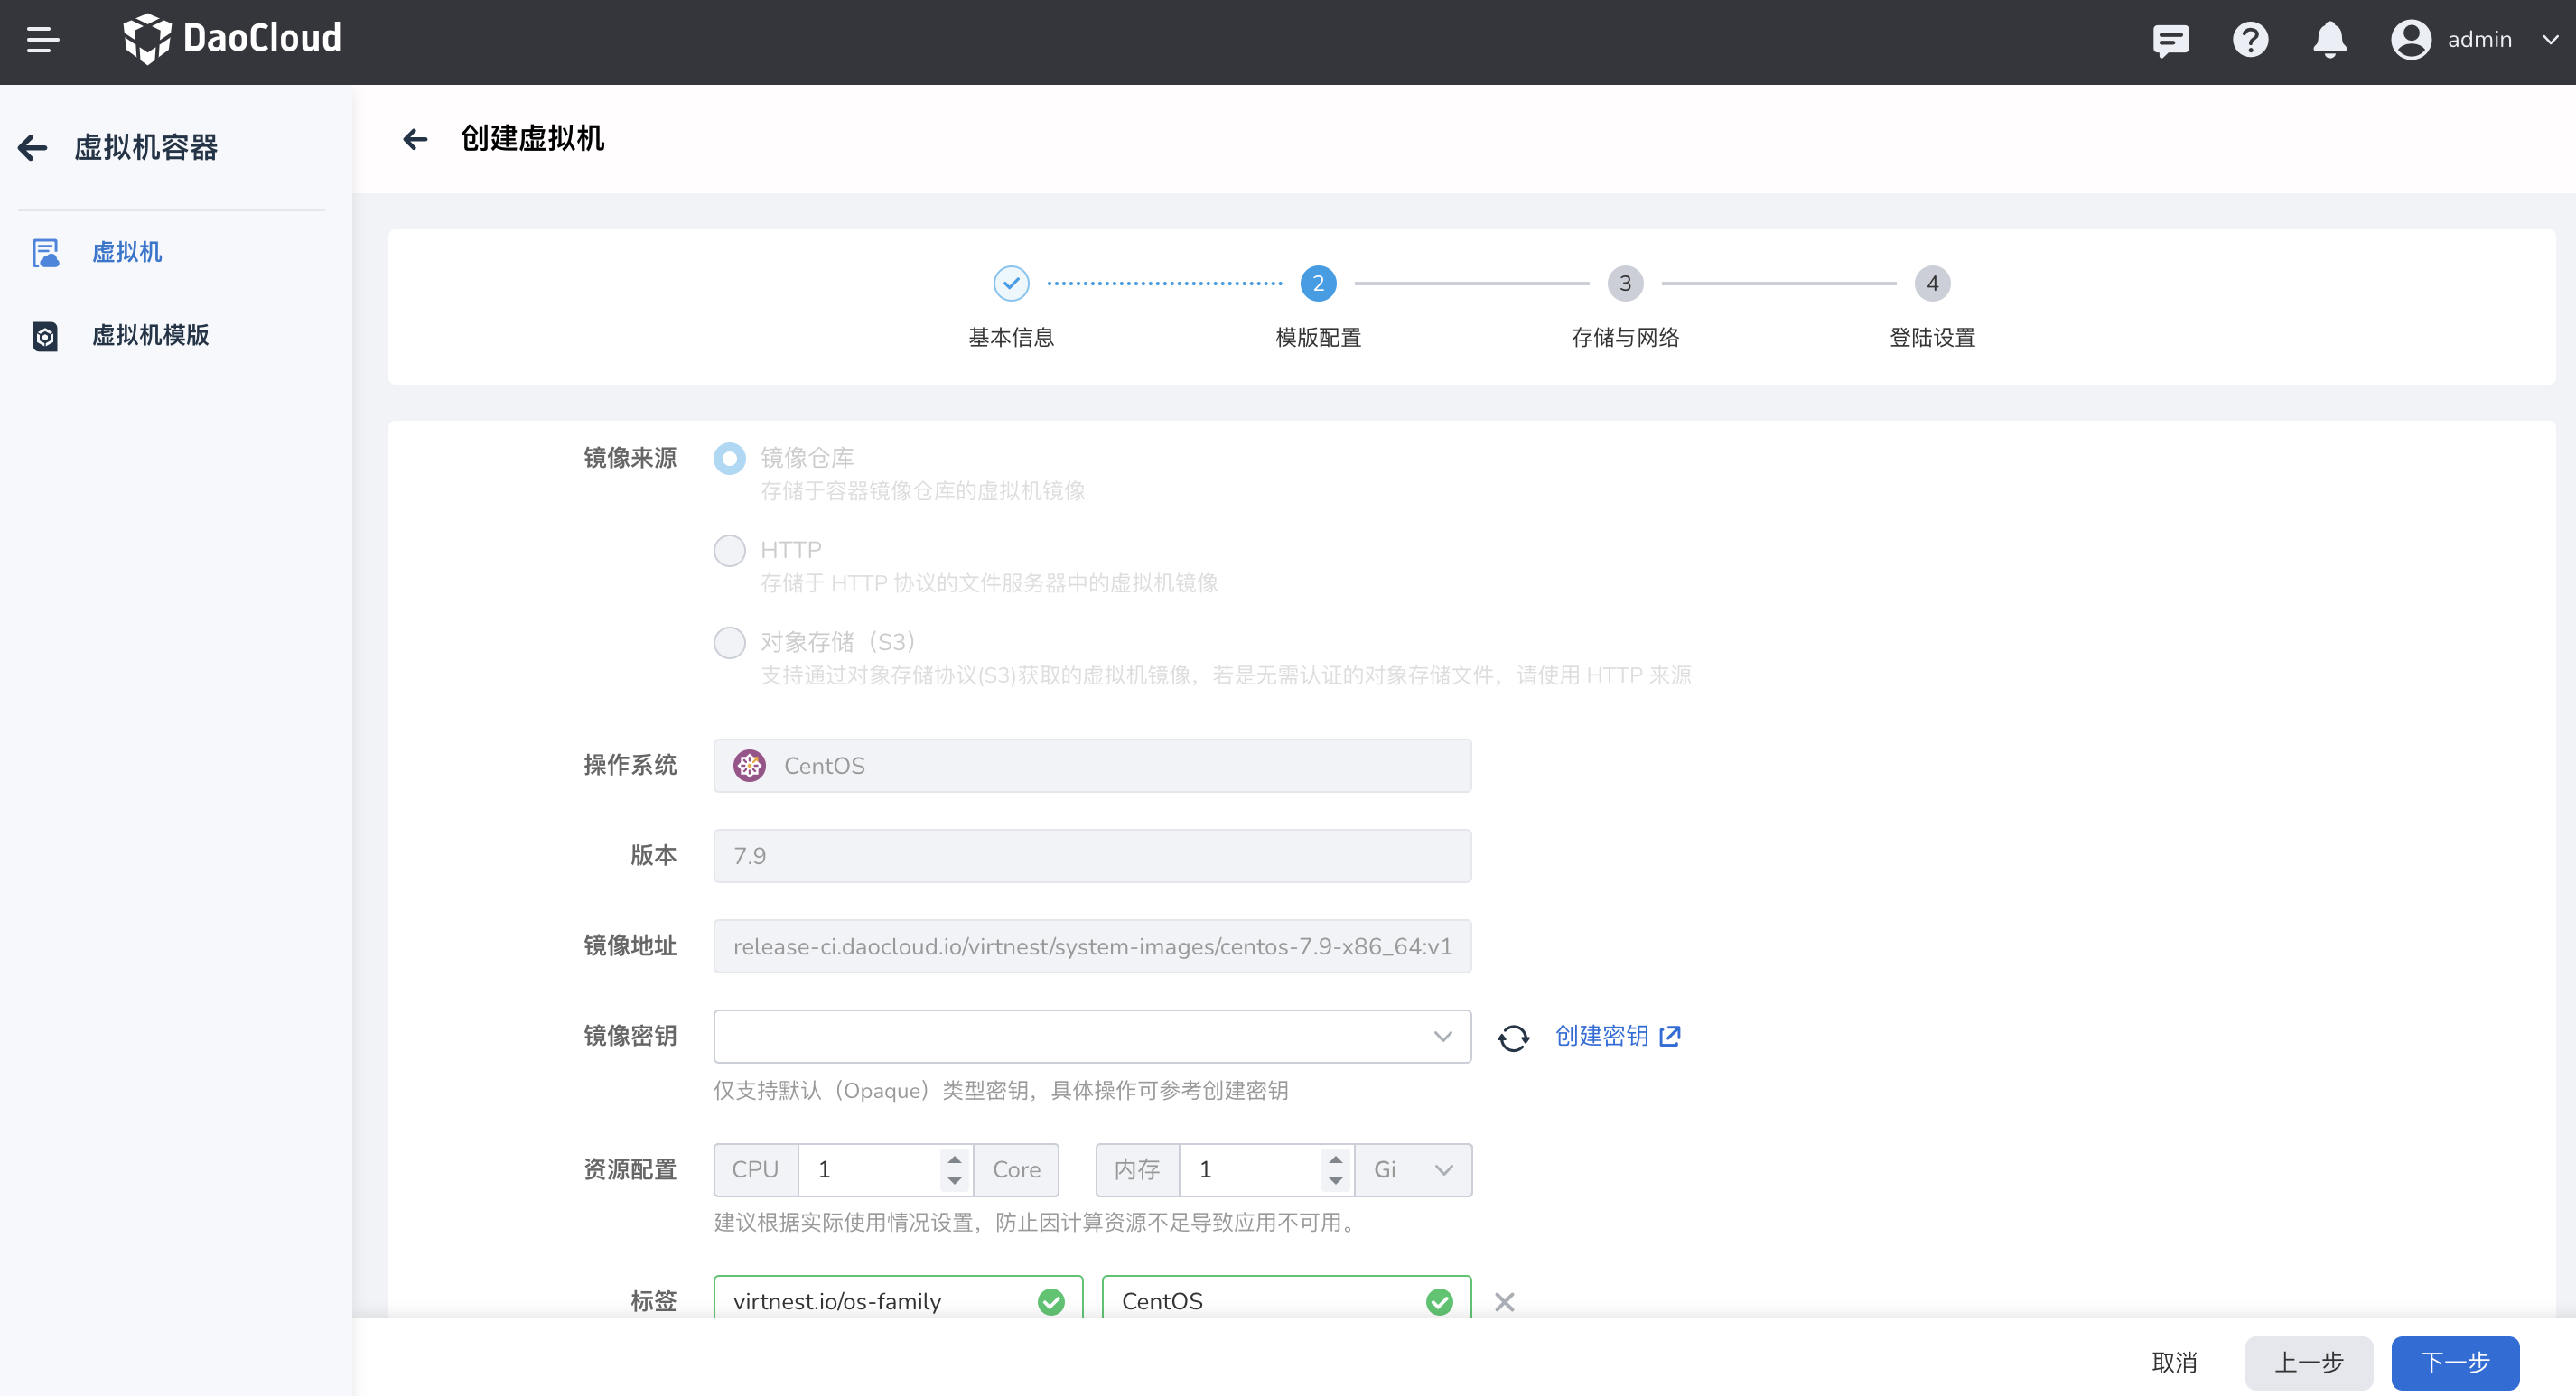 DaoCloud
admin
虚拟机容器
创建虚拟机
虚拟机
虚拟机模版
2
3
4
基本信息
模版配置
存储与网络
登陆设置
镜像来源
镜像仓库
存储于容器镜像仓库的虚拟机镜像
HTTP
存储于 HTTP 协议的文件服务器中的虚拟机镜像
对象存储（S3）
支持通过对象存储协议(S3)获取的虚拟机镜像，若是无需认证的对象存储文件，请使用 HTTP 来源
操作系统
CentOS
版本
7.9
镜像地址
release-ci.daocloud.io/virtnest/system-images/centos-7.9-x86_64:v1
镜像密钥
创建密钥
仅支持默认（Opaque）类型密钥，具体操作可参考创建密钥
资源配置
CPU 1 Core
内存 1 Gi
建议根据实际使用情况设置，防止因计算资源不足导致应用不可用。
标签
virtnest.io/os-family
CentOS
取消
上一步
下一步